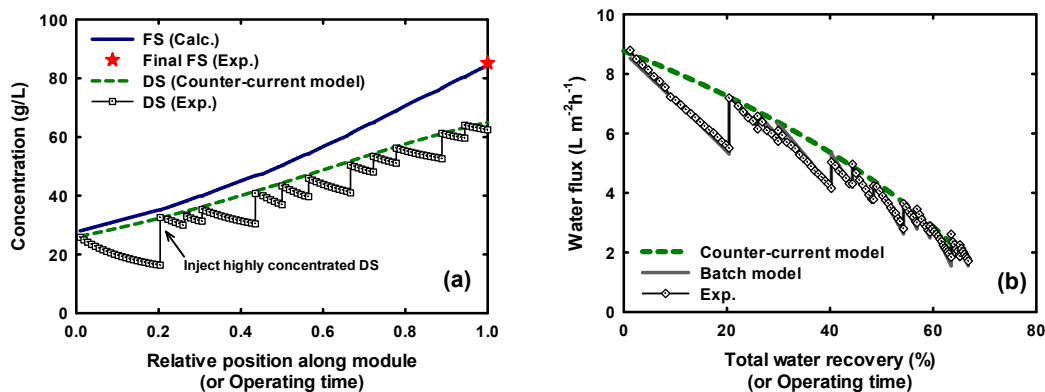 Concentration (g/L)
100
80
60
40
20
0
FS (Calc.)
Final FS (Exp.)
DS (Counter-current model)
DS (Exp.)
Inject highly concentrated DS
(a)
0.0 0.2 0.4 0.6 0.8 1.0
Relative position along module
(or Operating time)
Water flux (L m⁻²h⁻¹)
10
8
6
4
2
0
Counter-current model
Batch model
Exp.
(b)
0 20 40 60 80
Total water recovery (%)
(or Operating time)